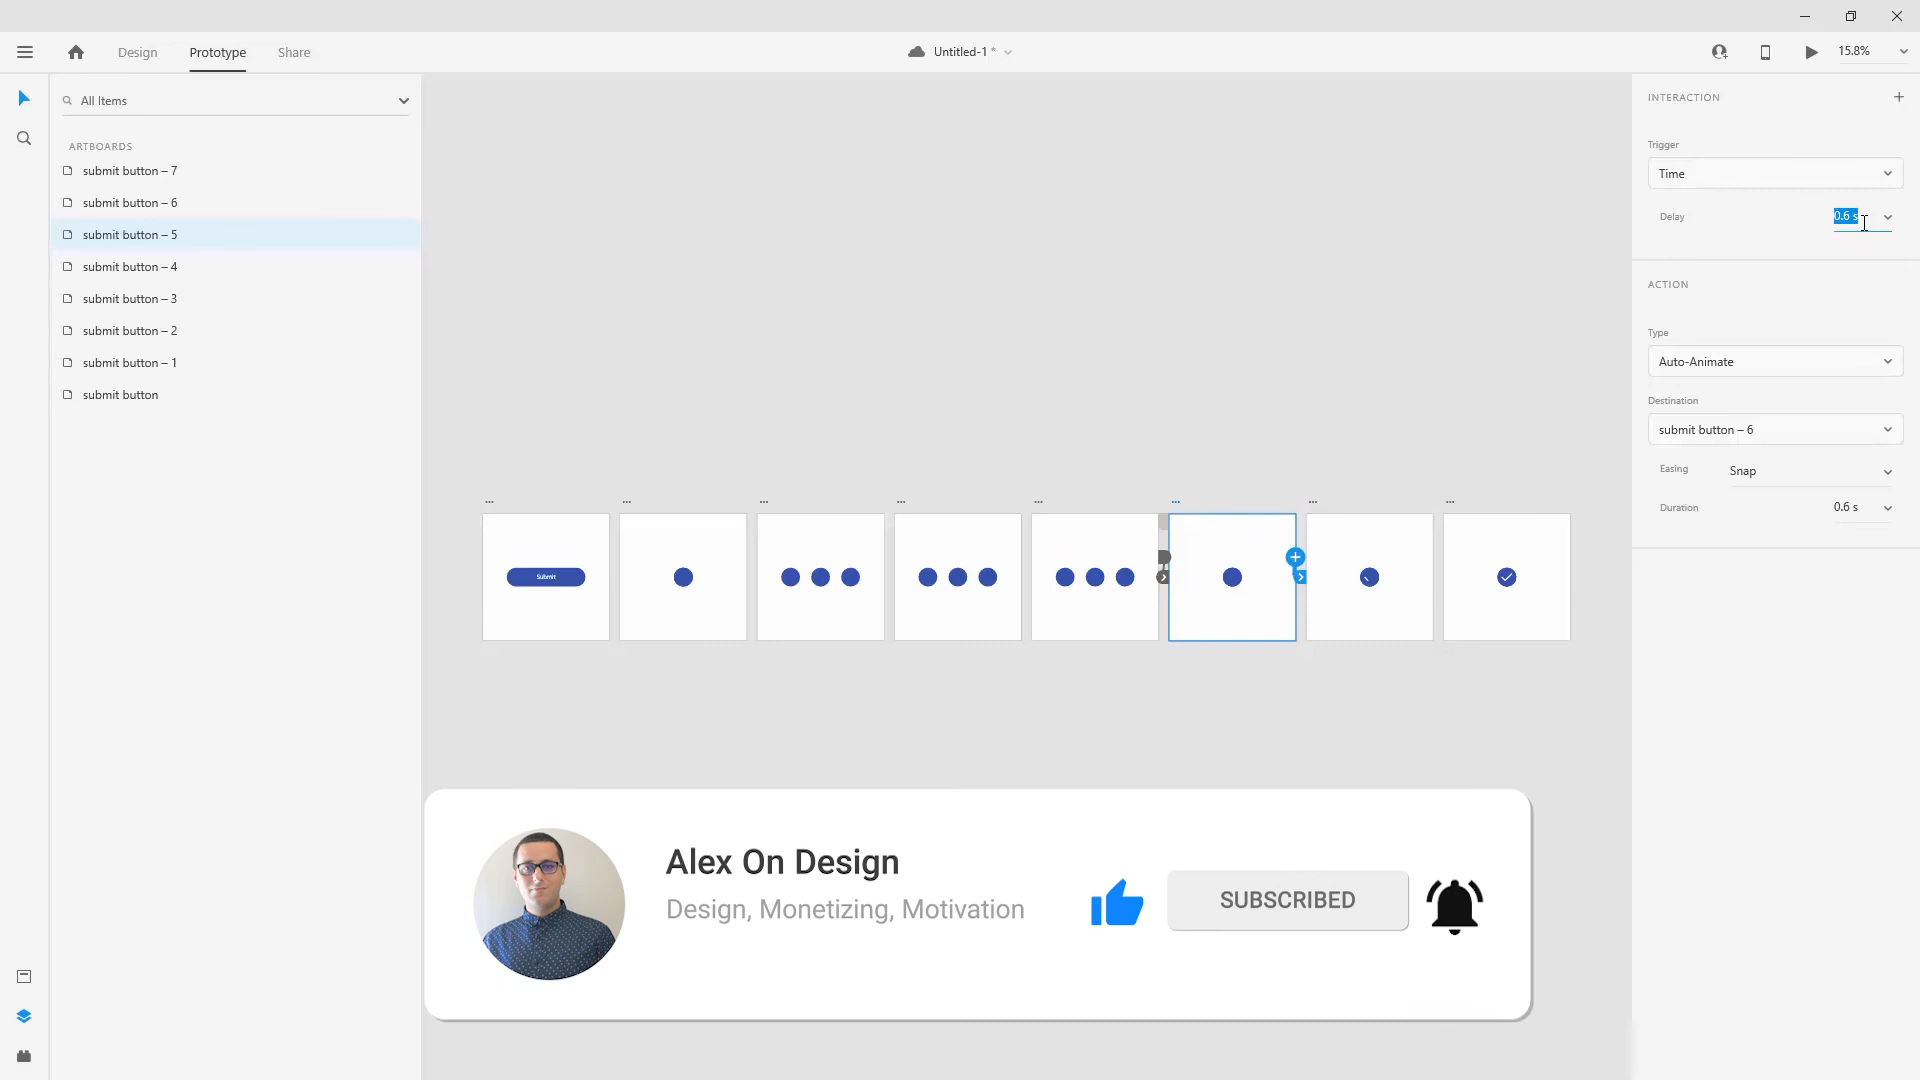 Design
Prototype
Share
Untitled-1 *
15.8%
All Items
ARTBOARDS
submit button – 7
submit button – 6
submit button – 5
submit button – 4
submit button – 3
submit button – 2
submit button – 1
submit button
...
...
...
...
...
...
...
...
Submit
INTERACTION
Trigger
Time
Delay
0.6 s
ACTION
Type
Auto-Animate
Destination
submit button – 6
Easing
Snap
Duration
0.6 s
Alex On Design
Design, Monetizing, Motivation
SUBSCRIBED